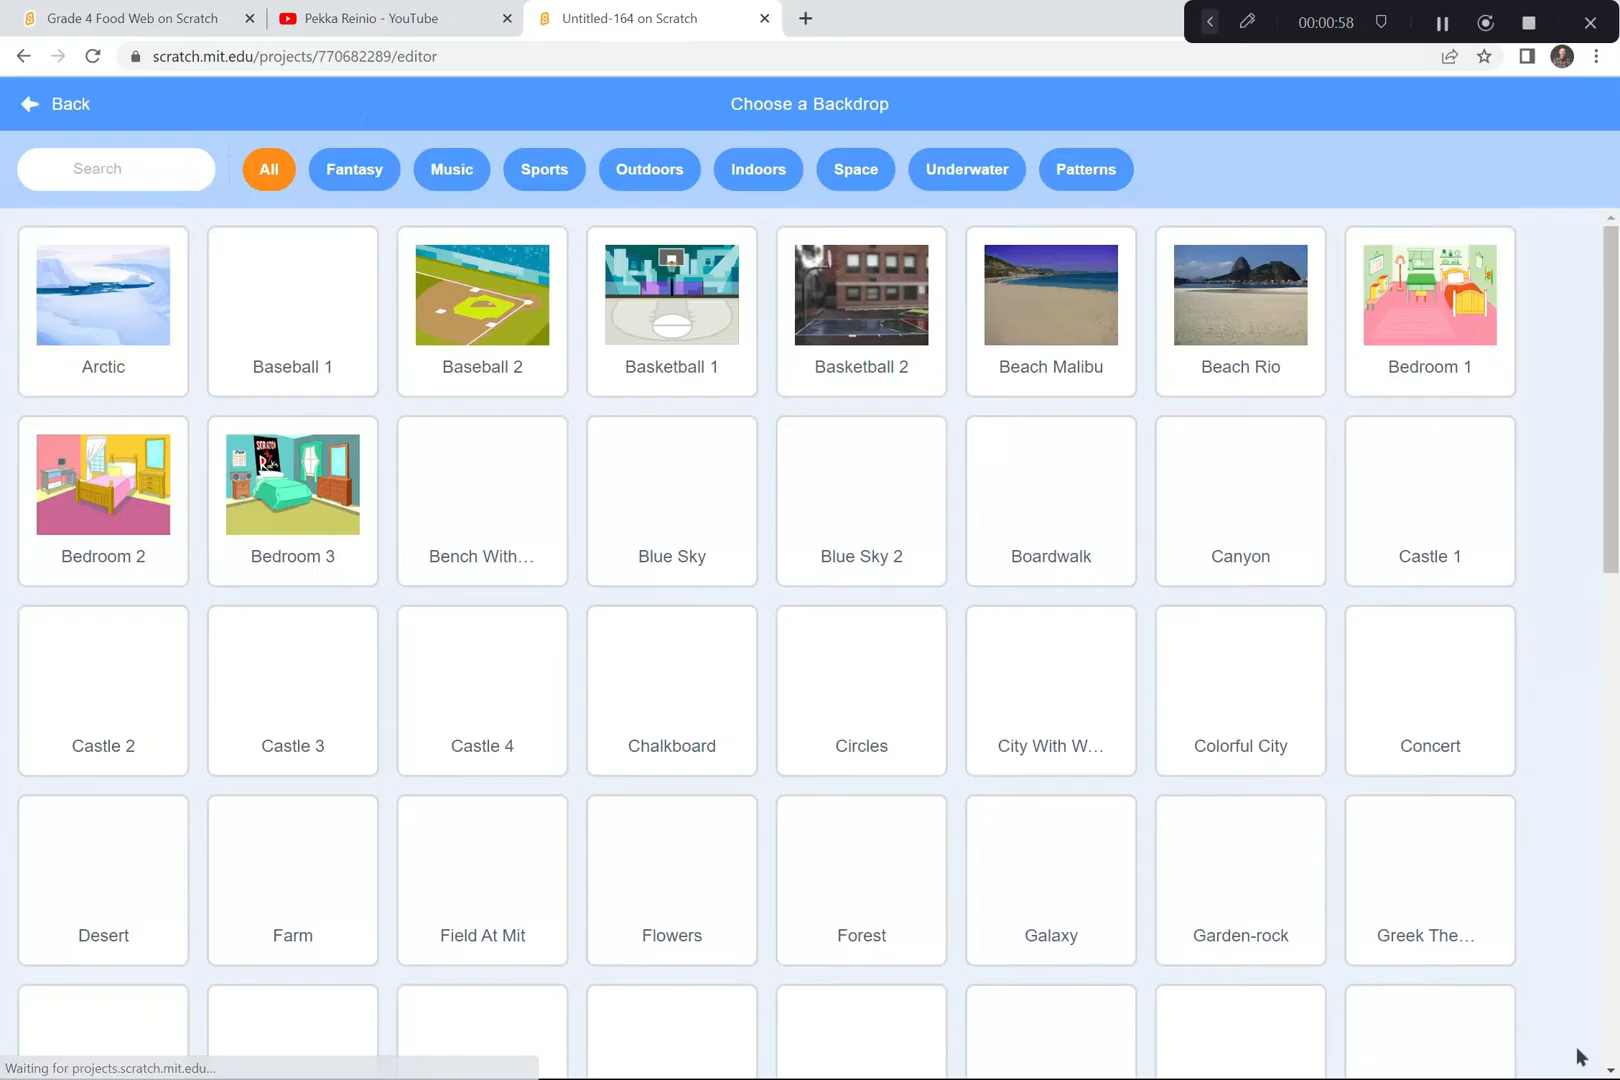 Grade 4 Food Web on Scratch
Pekka Reinio - YouTube
Untitled-164 on Scratch
00:00:58
scratch.mit.edu/projects/770682289/editor
Back
Choose a Backdrop
Search
All
Fantasy
Music
Sports
Outdoors
Indoors
Space
Underwater
Patterns
Arctic
Baseball 1
Baseball 2
Basketball 1
Basketball 2
Beach Malibu
Beach Rio
Bedroom 1
SCRATCH
Bedroom 2
Bedroom 3
Bench With...
Blue Sky
Blue Sky 2
Boardwalk
Canyon
Castle 1
Castle 2
Castle 3
Castle 4
Chalkboard
Circles
City With W...
Colorful City
Concert
Desert
Farm
Field At Mit
Flowers
Forest
Galaxy
Garden-rock
Greek The...
Waiting for projects.scratch.mit.edu...